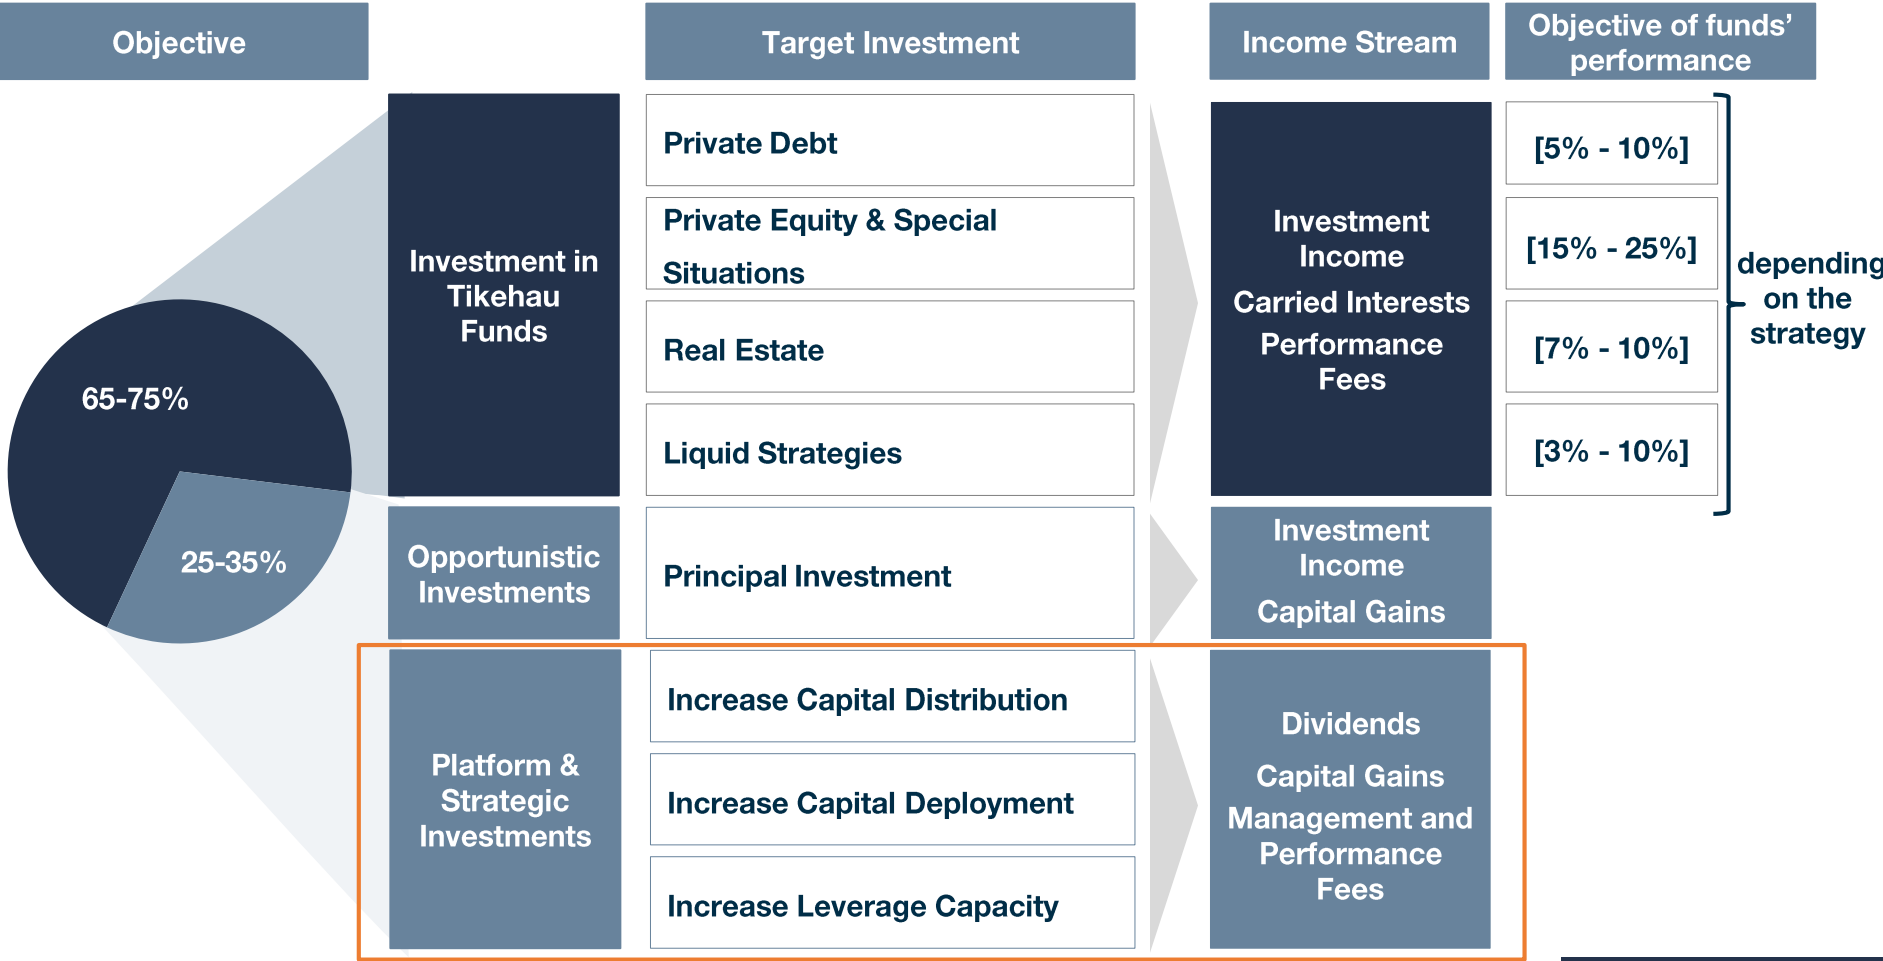 Objective
Target Investment
Income Stream
Objective of funds’
performance
65-75%
25-35%
Investment in
Tikehau
Funds
Private Debt
Private Equity & Special
Situations
Real Estate
Liquid Strategies
Investment
Income
Carried Interests
Performance
Fees
[5% - 10%]
[15% - 25%]
[7% - 10%]
[3% - 10%]
depending
on the
strategy
Opportunistic
Investments
Principal Investment
Investment
Income
Capital Gains
Platform &
Strategic
Investments
Increase Capital Distribution
Increase Capital Deployment
Increase Leverage Capacity
Dividends
Capital Gains
Management and
Performance
Fees